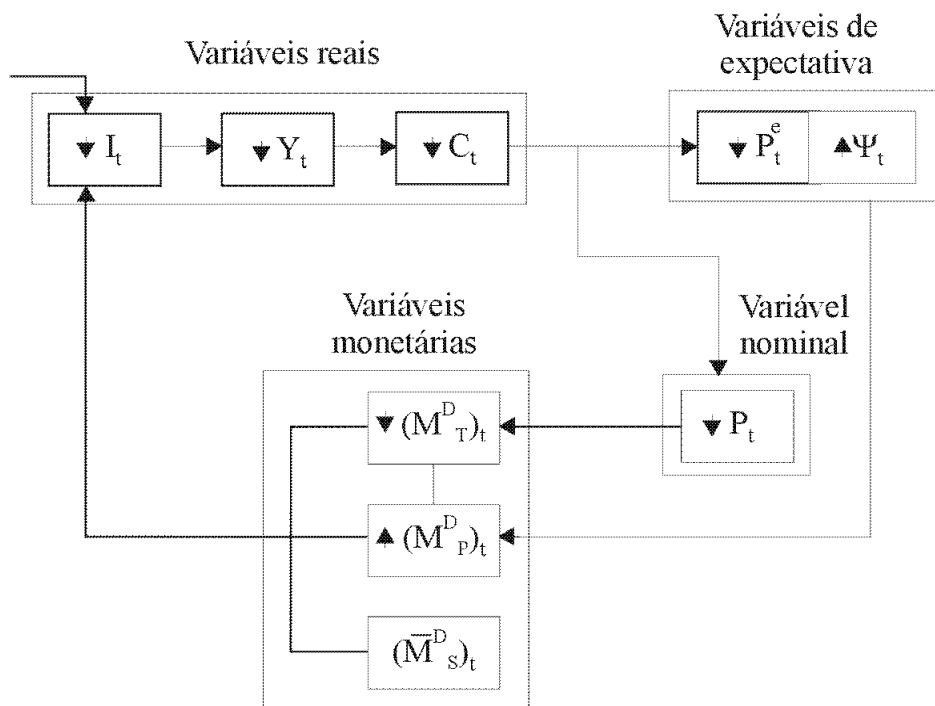 Variáveis reais
Variáveis de
expectativa
I_t
Y_t
C_t
P_t^e
Ψ_t
Variáveis
monetárias
Variável
nominal
(M^D_T)_t
P_t
(M^D_P)_t
(M̅^D_S)_t